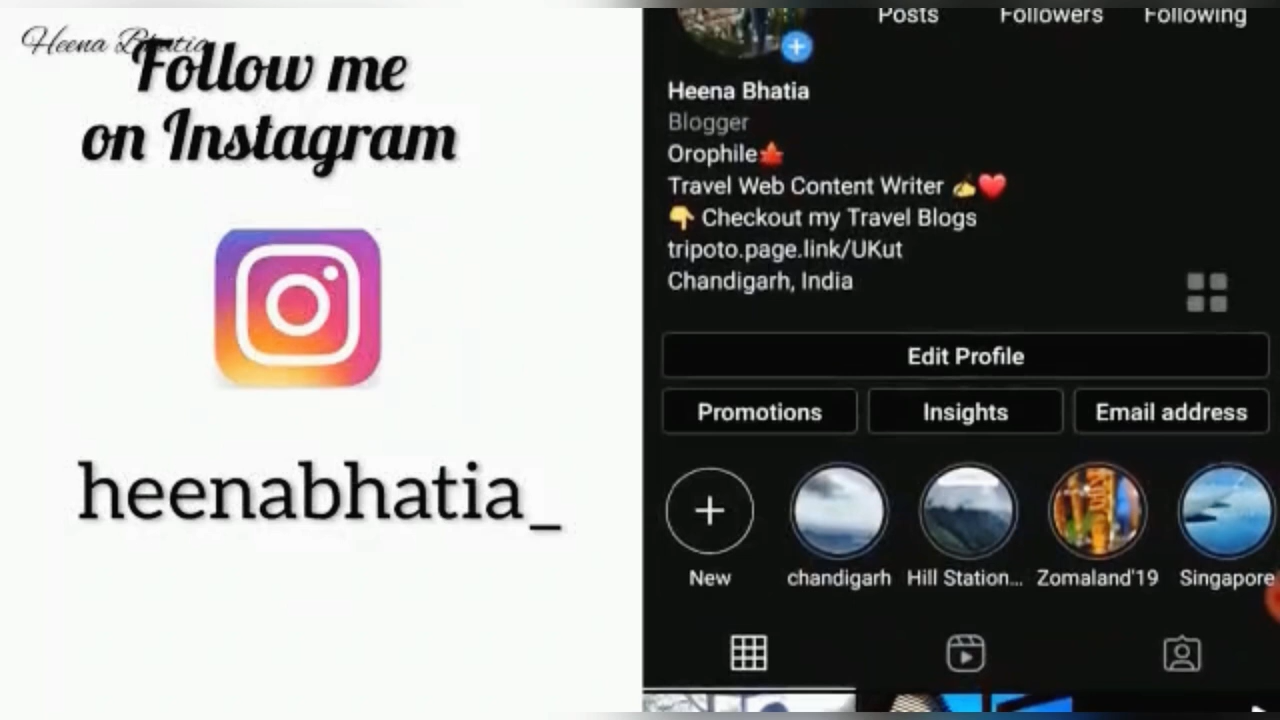 Heena Bhatia
Follow me
on Instagram
heenabhatia_
Posts Followers Following
Heena Bhatia
Blogger
Orophile🍁
Travel Web Content Writer ✍️❤️
👇 Checkout my Travel Blogs
tripoto.page.link/UKut
Chandigarh, India
Edit Profile
Promotions Insights Email address
New chandigarh Hill Station... Zomaland'19 Singapore